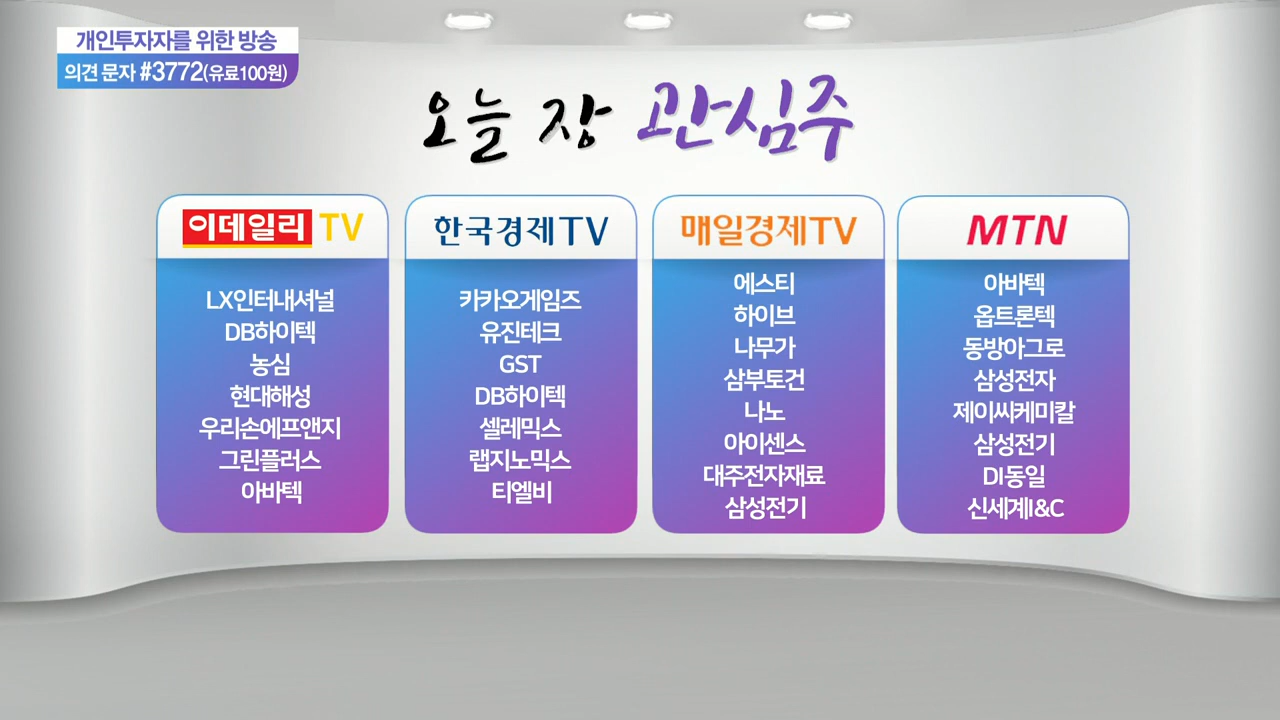 개인투자자를 위한 방송
의견 문자 #3772(유료100원)
오늘 장 관심주
이데일리 TV
LX인터내셔널
DB하이텍
농심
현대해성
우리손에프앤지
그린플러스
아바텍
한국경제TV
카카오게임즈
유진테크
GST
DB하이텍
셀레믹스
랩지노믹스
티엘비
매일경제TV
에스티
하이브
나무가
삼부토건
나노
아이센스
대주전자재료
삼성전기
MTN
아바텍
옵트론텍
동방아그로
삼성전자
제이씨케미칼
삼성전기
DI동일
신세계I&C